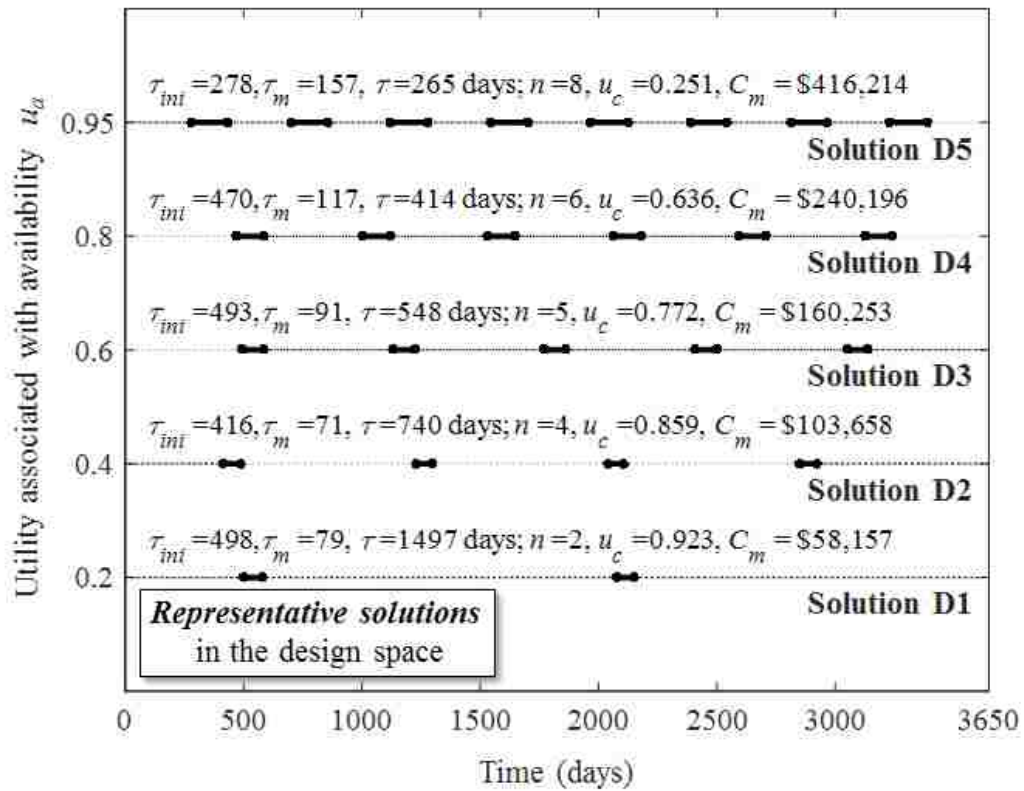 τini =278, τm =157, τ=265 days; n=8, uc=0.251, Cm =$416,214
0.95
Solution D5
τini =470, τm =117, τ=414 days; n=6, uc=0.636, Cm =$240,196
0.8
Solution D4
τini =493, τm =91, τ=548 days; n=5, uc=0.772, Cm =$160,253
0.6
Solution D3
τini =416, τm =71, τ=740 days; n=4, uc=0.859, Cm =$103,658
0.4
Solution D2
τini =498, τm =79, τ=1497 days; n=2, uc=0.923, Cm =$58,157
0.2
Solution D1
Representative solutions
in the design space
Utility associated with availability ua
0 500 1000 1500 2000 2500 3000 3650
Time (days)